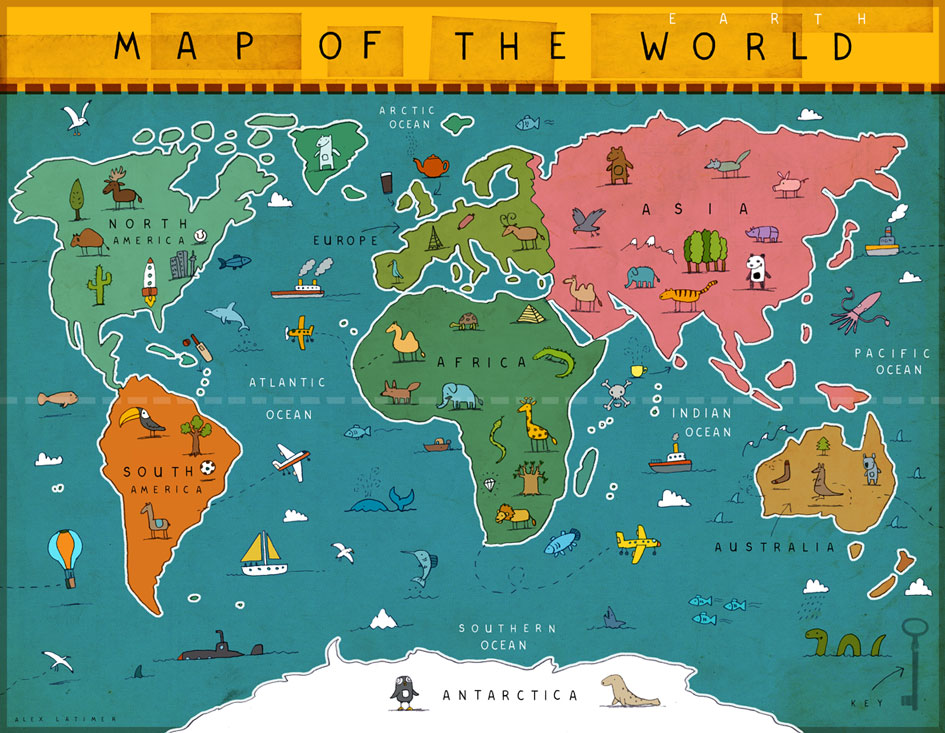 EARTH
MAP OF THE WORLD
ARCTIC
OCEAN
NORTH
AMERICA
EUROPE
ASIA
AFRICA
ATLANTIC
OCEAN
PACIFIC
OCEAN
INDIAN
OCEAN
SOUTH
AMERICA
AUSTRALIA
SOUTHERN
OCEAN
ANTARCTICA
KEY
ALEX LATIMER